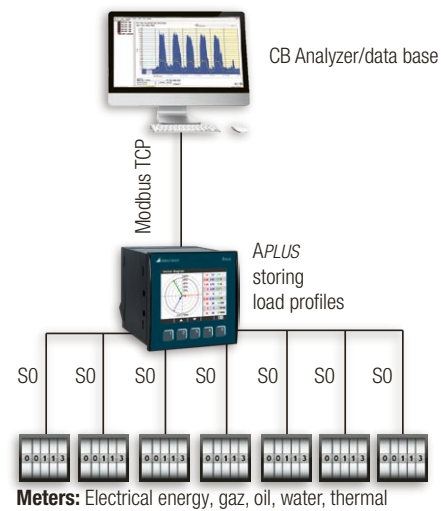 CB Analyzer/data base
Modbus TCP
APLUS
storing
load profiles
S0 S0 S0 S0 S0 S0 S0
00113 00113 00113 00113 00113 00113 00113
Meters: Electrical energy, gaz, oil, water, thermal